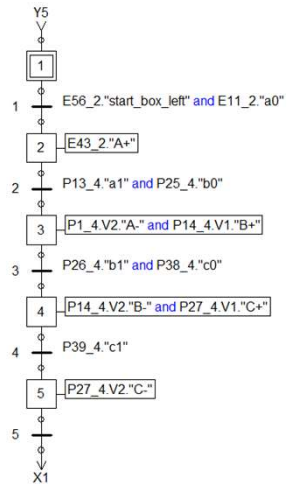 Y5
1
1 E56_2."start_box_left" and E11_2."a0"
2 E43_2."A+"
2 P13_4."a1" and P25_4."b0"
3 P1_4.V2."A-" and P14_4.V1."B+"
3 P26_4."b1" and P38_4."c0"
4 P14_4.V2."B-" and P27_4.V1."C+"
4 P39_4."c1"
5 P27_4.V2."C-"
5
X1